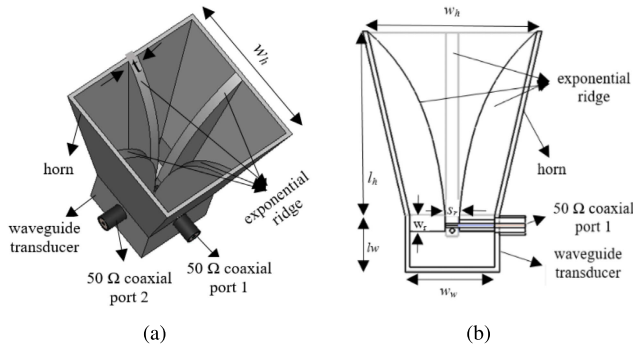 w_h
t
horn
waveguide
transducer
50 Ω coaxial
port 2
50 Ω coaxial
port 1
exponential
ridge
(a)
w_h
exponential
ridge
horn
l_h
s_r
w_r
lw
50 Ω coaxial
port 1
waveguide
transducer
w_w
(b)